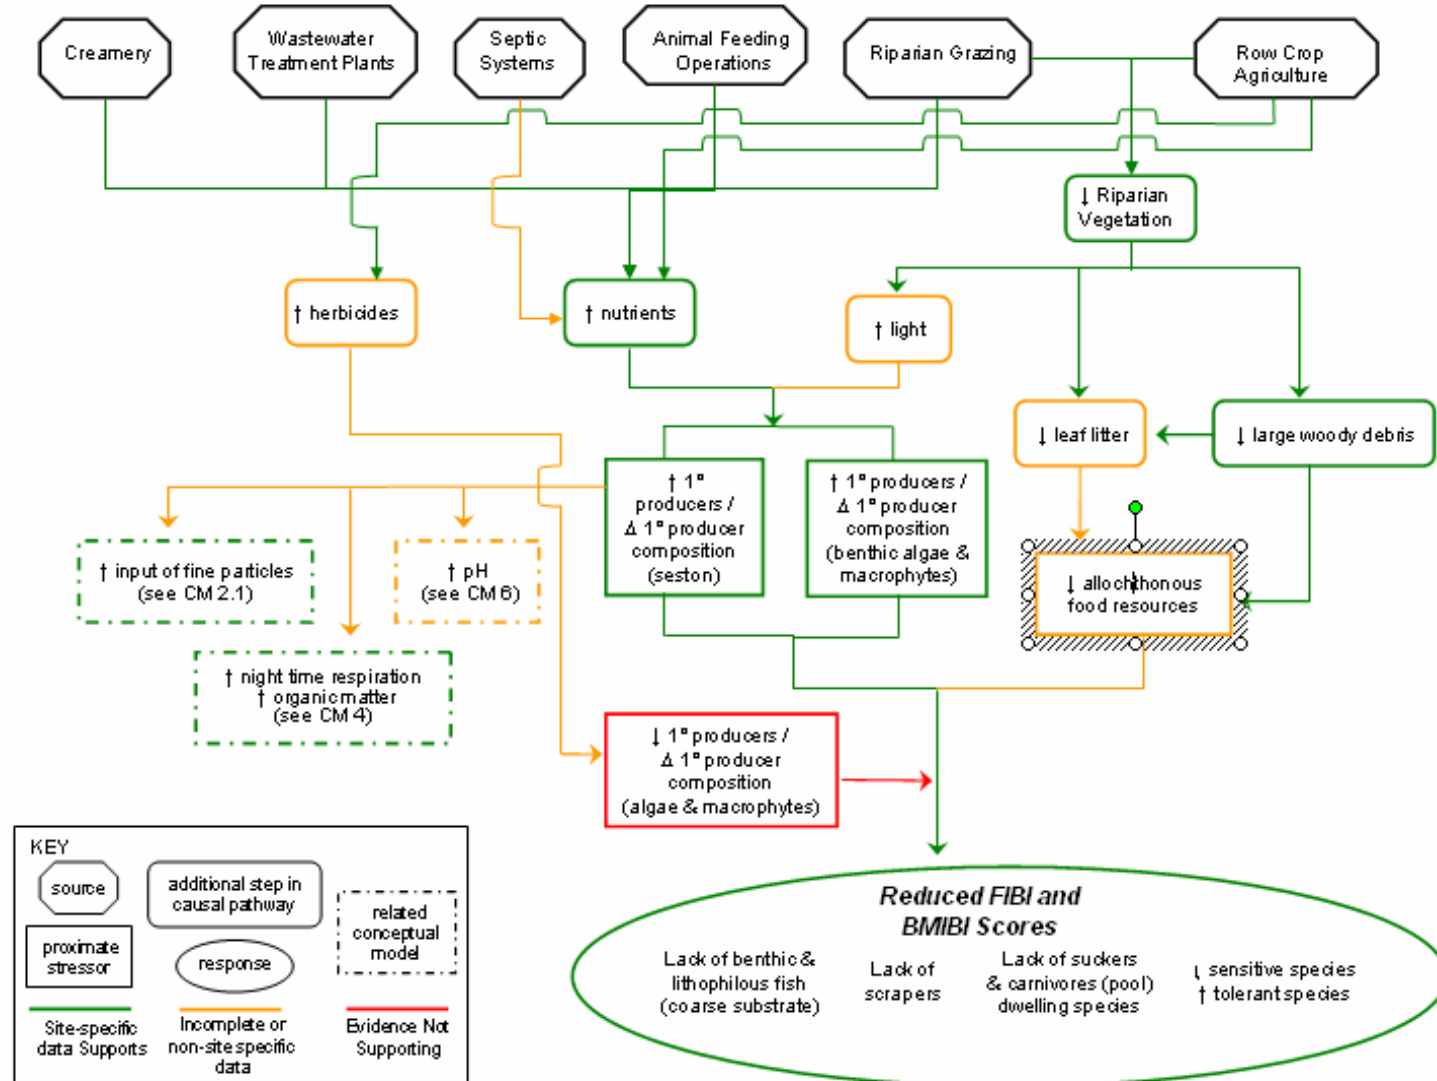 Creamery
Wastewater
Treatment Plants
Septic
Systems
Animal Feeding
Operations
Riparian Grazing
Row Crop
Agriculture
↓ Riparian
Vegetation
↑ herbicides
↑ nutrients
↑ light
↓ leaf litter
↓ large woody debris
↑ 1° 
producers /
Δ 1° producer
composition
(seston)
↑ 1° producers /
Δ 1° producer
composition
(benthic algae &
macrophytes)
↑ input of fine particles
(see CM 2.1)
↑ pH
(see CM 6)
↓ allochthonous
food resources
↑ night time respiration
↑ organic matter
(see CM 4)
↓ 1° producers /
Δ 1° producer
composition
(algae & macrophytes)
KEY
source
additional step in
causal pathway
related
conceptual
model
proximate
stressor
response
Site-specific
data Supports
Incomplete or
non-site specific
data
Evidence Not
Supporting
Reduced FIBI and
BMIBI Scores
Lack of benthic &
lithophilous fish
(coarse substrate)
Lack of
scrapers
Lack of suckers
& carnivores (pool)
dwelling species
↓ sensitive species
↑ tolerant species